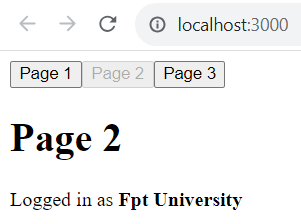 localhost:3000
Page 1 Page 2 Page 3
Page 2
Logged in as Fpt University